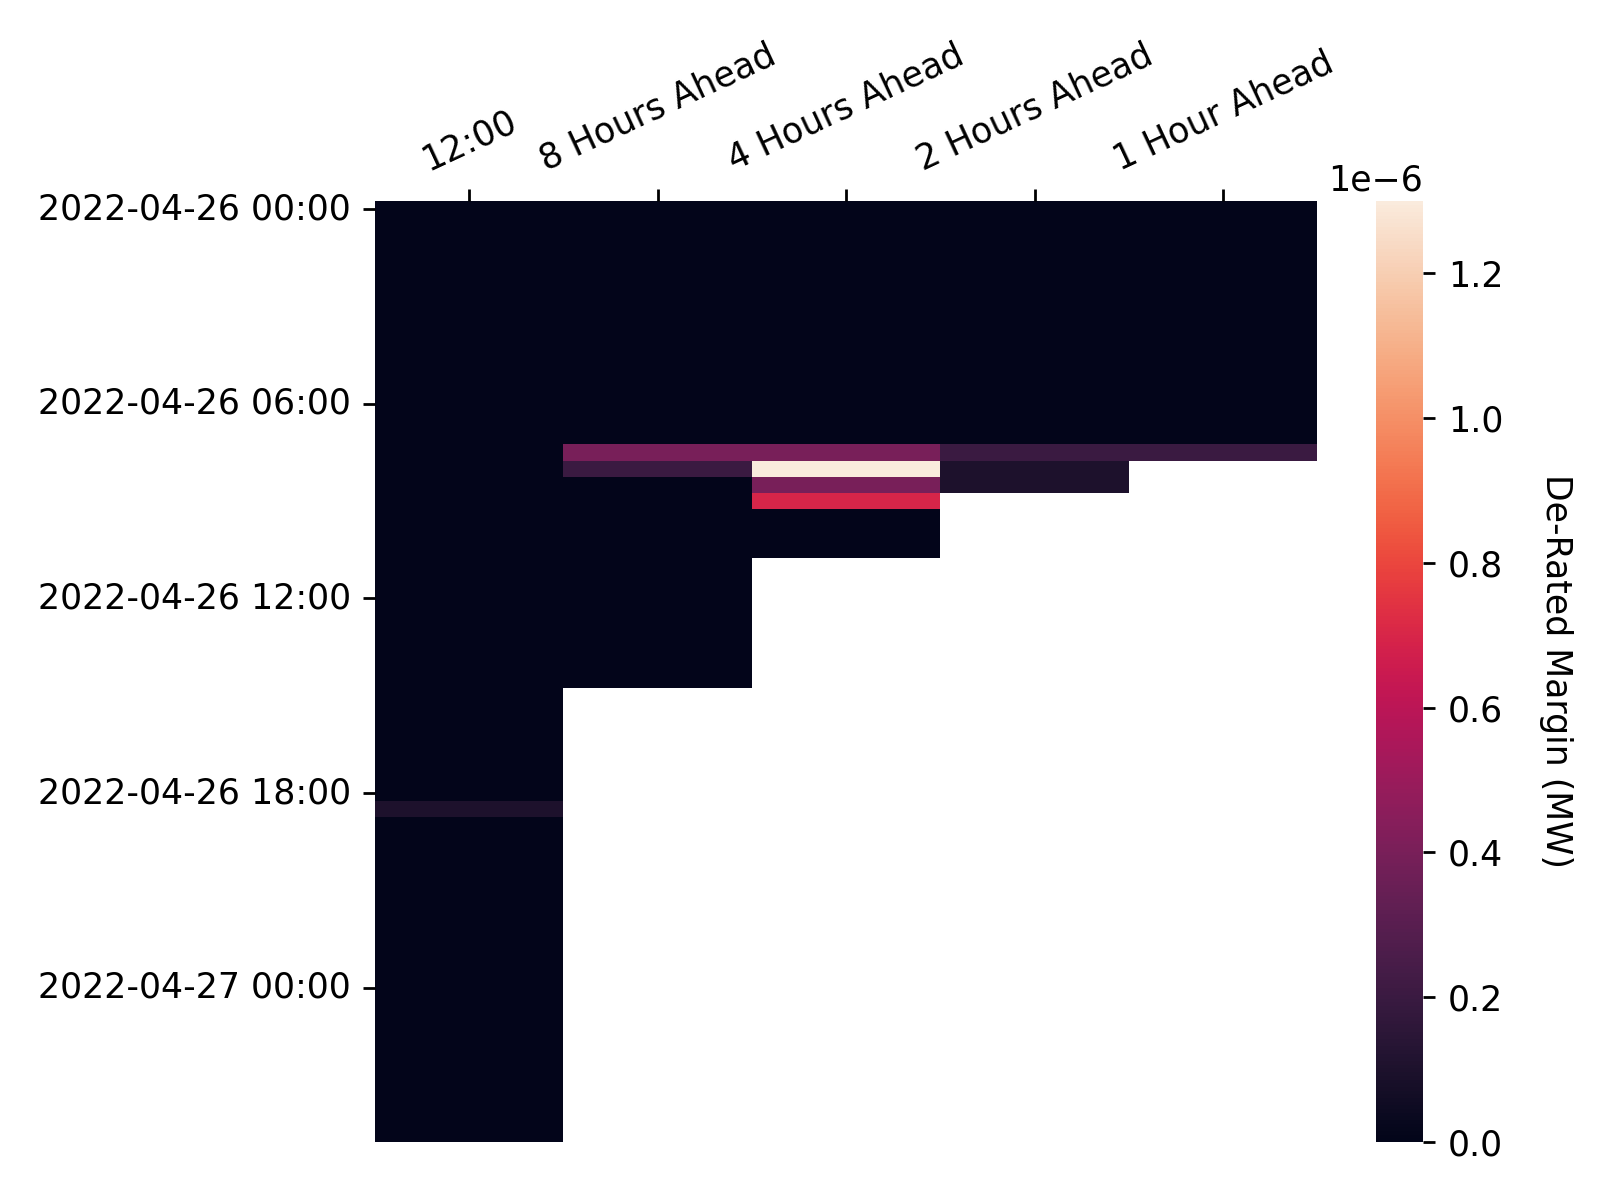 12:00
8 Hours Ahead
4 Hours Ahead
2 Hours Ahead
1 Hour Ahead
1e−6
2022-04-26 00:00
2022-04-26 06:00
2022-04-26 12:00
2022-04-26 18:00
2022-04-27 00:00
1.2
1.0
0.8
0.6
0.4
0.2
0.0
De-Rated Margin (MW)